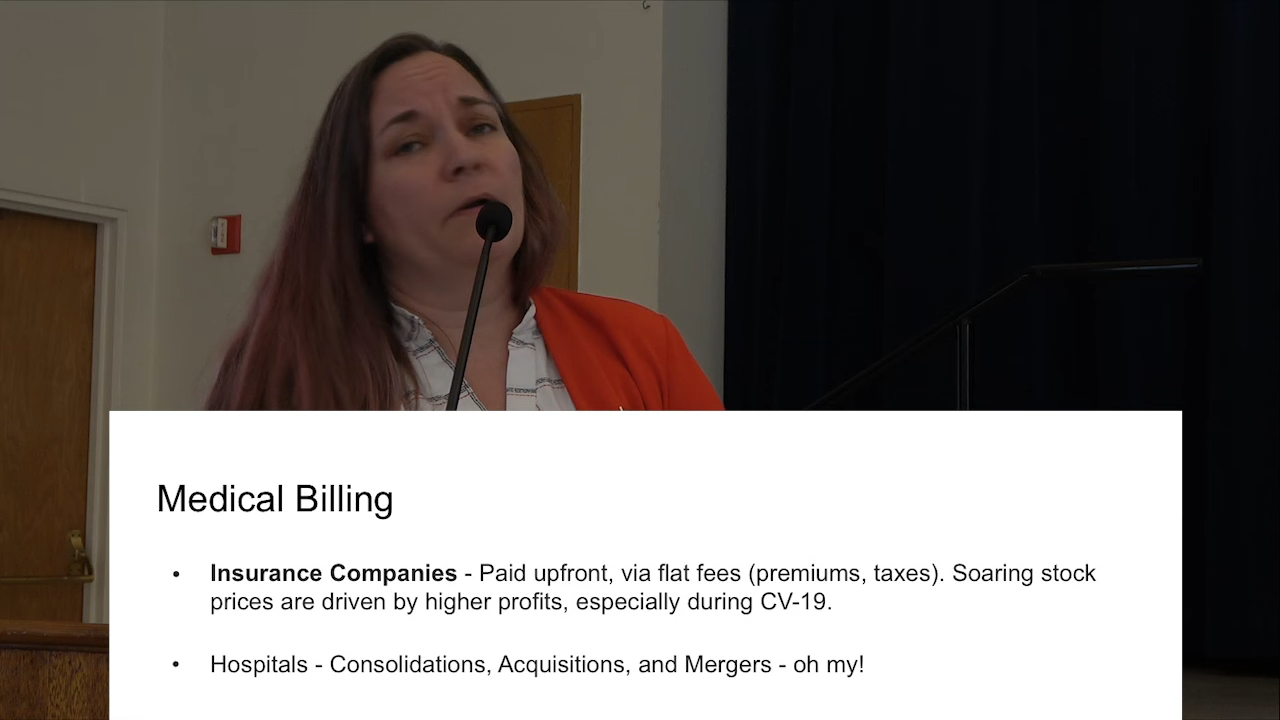 Medical Billing
• Insurance Companies - Paid upfront, via flat fees (premiums, taxes). Soaring stock
prices are driven by higher profits, especially during CV-19.
• Hospitals - Consolidations, Acquisitions, and Mergers - oh my!